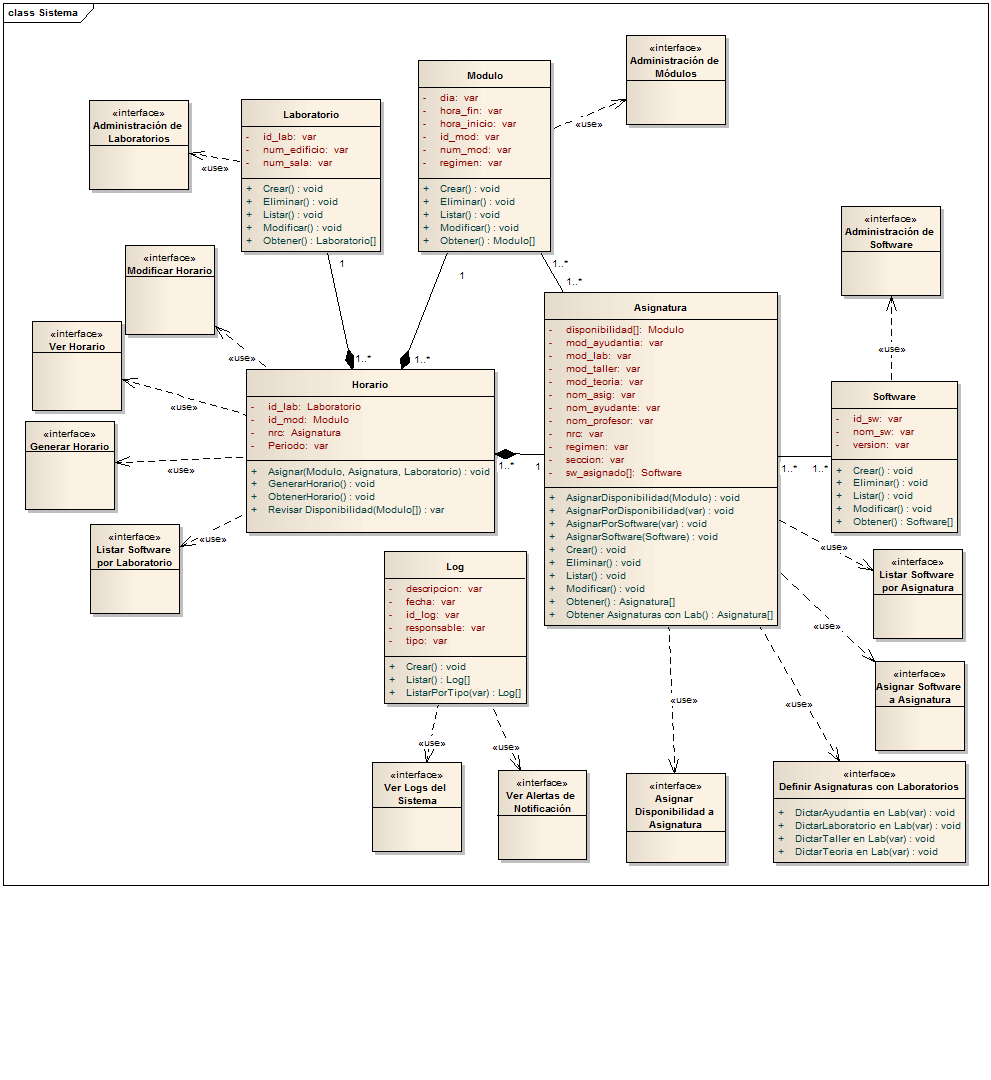 class Sistema
«interface»
Administración de
Módulos
Modulo
- dia: var
- hora_fin: var
- hora_inicio: var
- id_mod: var
- num_mod: var
- regimen: var
+ Crear() : void
+ Eliminar() : void
+ Listar() : void
+ Modificar() : void
+ Obtener() : Modulo[]
«use»
«interface»
Administración de
Laboratorios
Laboratorio
- id_lab: var
- num_edificio: var
- num_sala: var
+ Crear() : void
+ Eliminar() : void
+ Listar() : void
+ Modificar() : void
+ Obtener() : Laboratorio[]
«use»
«interface»
Administración de
Software
«interface»
Modificar Horario
1
1
1..*
1..*
Asignatura
- disponibilidad[]: Modulo
- mod_ayudantia: var
- mod_lab: var
- mod_taller: var
- mod_teoria: var
- nom_asig: var
- nom_ayudante: var
- nom_profesor: var
- nrc: var
- regimen: var
- seccion: var
- sw_asignado[]: Software
+ AsignarDisponibilidad(Modulo) : void
+ AsignarPorDisponibilidad(var) : void
+ AsignarPorSoftware(var) : void
+ AsignarSoftware(Software) : void
+ Crear() : void
+ Eliminar() : void
+ Listar() : void
+ Modificar() : void
+ Obtener() : Asignatura[]
+ Obtener Asignaturas con Lab() : Asignatura[]
«interface»
Ver Horario
«use»
1..*
1..*
«use»
Horario
- id_lab: Laboratorio
- id_mod: Modulo
- nrc: Asignatura
- Periodo: var
+ Asignar(Modulo, Asignatura, Laboratorio) : void
+ GenerarHorario() : void
+ ObtenerHorario() : void
+ Revisar Disponibilidad(Modulo[]) : var
«use»
Software
- id_sw: var
- nom_sw: var
- version: var
+ Crear() : void
+ Eliminar() : void
+ Listar() : void
+ Modificar() : void
+ Obtener() : Software[]
«interface»
Generar Horario
«use»
1..*
1
1..*
1..*
«interface»
Listar Software
por Laboratorio
«use»
«use»
«interface»
Listar Software
por Asignatura
Log
- descripcion: var
- fecha: var
- id_log: var
- responsable: var
- tipo: var
+ Crear() : void
+ Listar() : Log[]
+ ListarPorTipo(var) : Log[]
«use»
«interface»
Asignar Software
a Asignatura
«use»
«use»
«use»
«use»
«interface»
Ver Logs del
Sistema
«interface»
Ver Alertas de
Notificación
«interface»
Asignar
Disponibilidad a
Asignatura
«interface»
Definir Asignaturas con Laboratorios
+ DictarAyudantia en Lab(var) : void
+ DictarLaboratorio en Lab(var) : void
+ DictarTaller en Lab(var) : void
+ DictarTeoria en Lab(var) : void